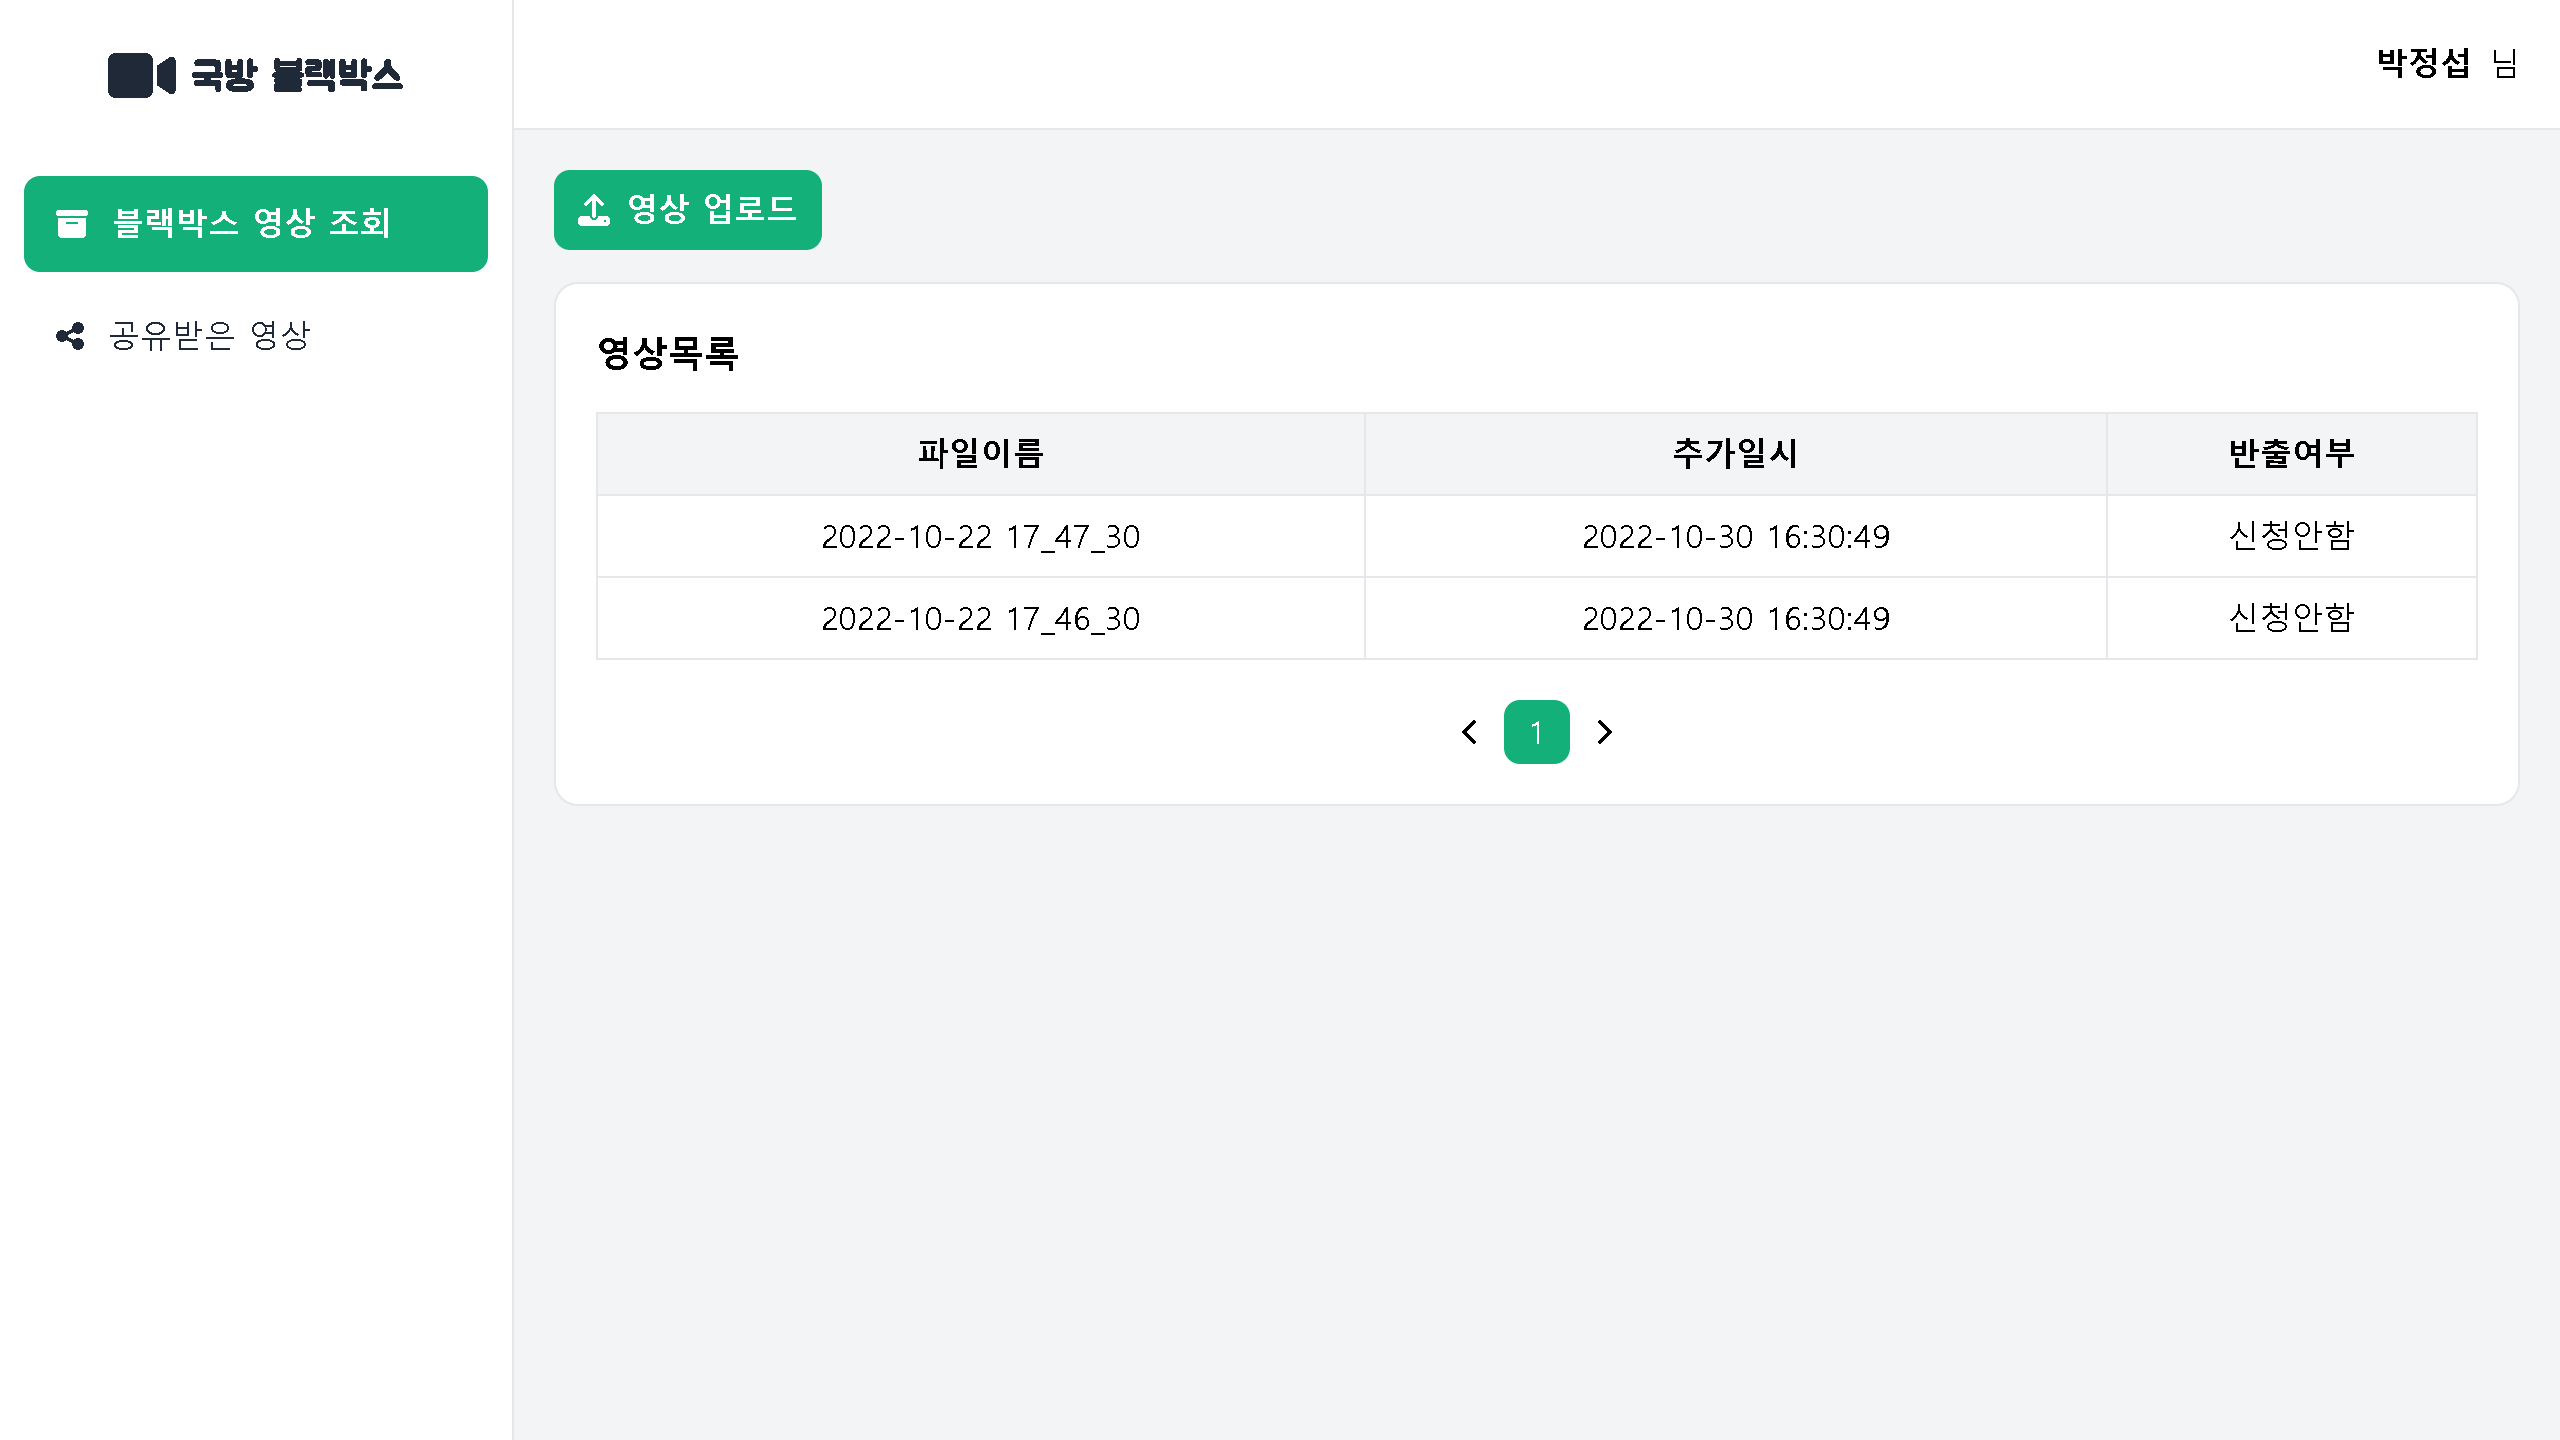 국방 블랙박스
박정섭 님
블랙박스 영상 조회
공유받은 영상
영상 업로드
영상목록
파일이름 추가일시 반출여부
2022-10-22 17_47_30 2022-10-30 16:30:49 신청안함
2022-10-22 17_46_30 2022-10-30 16:30:49 신청안함
1